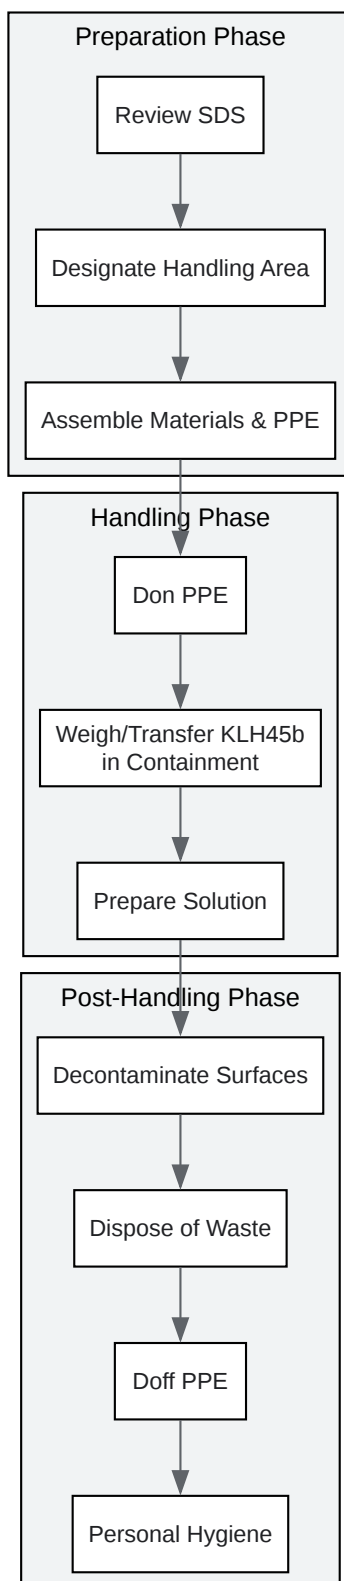 Preparation Phase
Review SDS
Designate Handling Area
Assemble Materials & PPE
Handling Phase
Don PPE
Weigh/Transfer KLH45b
in Containment
Prepare Solution
Post-Handling Phase
Decontaminate Surfaces
Dispose of Waste
Doff PPE
Personal Hygiene